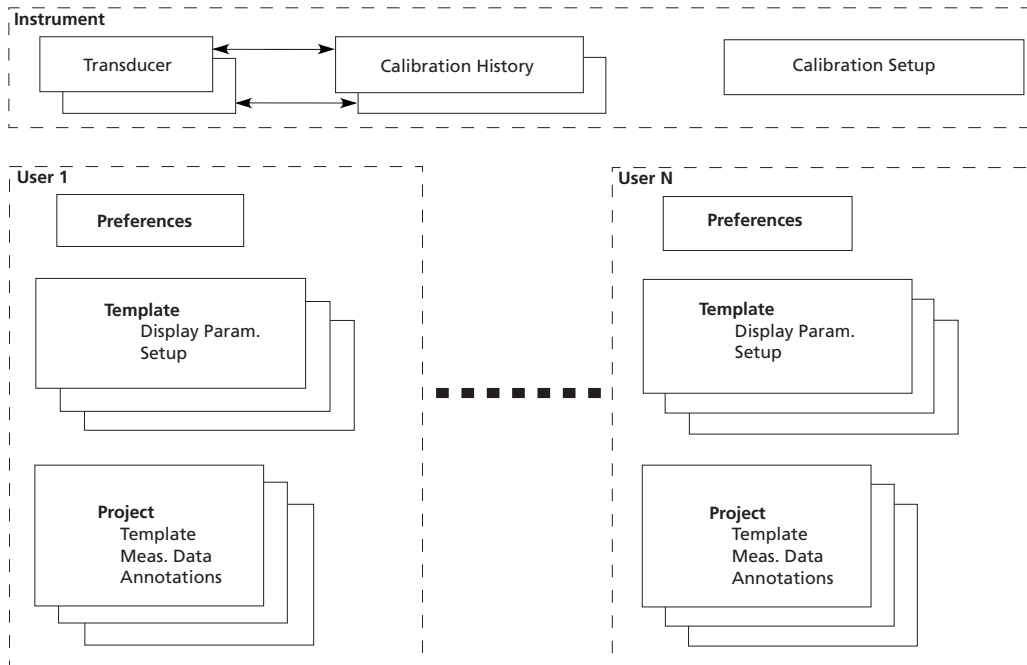 Instrument
Transducer
Calibration History
Calibration Setup
User 1
Preferences
Template
Display Param.
Setup
Project
Template
Meas. Data
Annotations
User N
Preferences
Template
Display Param.
Setup
Project
Template
Meas. Data
Annotations